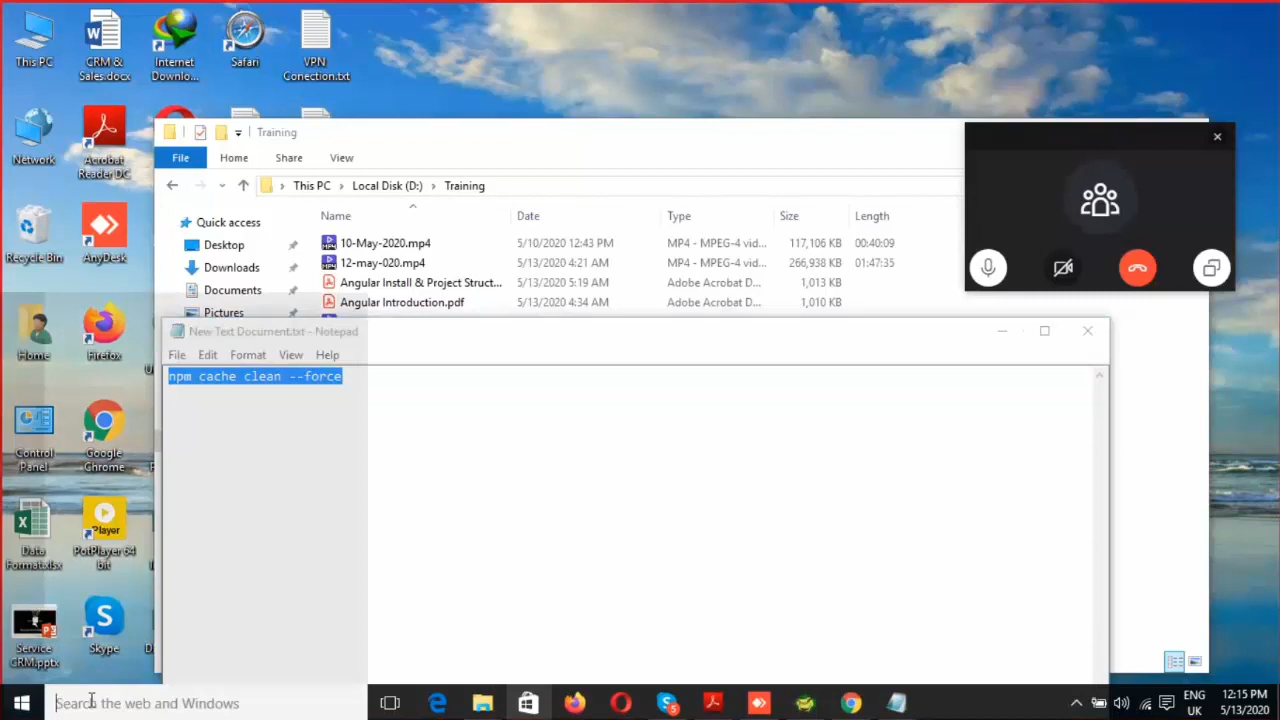 This PC
CRM &
Sales.docx
Internet
Downlo...
Safari
VPN
Conection.txt
Network
Acrobat
Reader DC
Recycle Bin
AnyDesk
Home
Firefox
Control
Panel
Google
Chrome
Data
Format.xlsx
Player
PotPlayer 64
bit
Service
CRM.pptx
Skype
Training
File
Home
Share
View
This PC
Local Disk (D:)
Training
Name
Date
Type
Size
Length
Quick access
Desktop
Downloads
Documents
Pictures
10-May-2020.mp4 5/10/2020 12:43 PM MP4 - MPEG-4 vid... 117,106 KB 00:40:09
12-may-020.mp4 5/13/2020 4:21 AM MP4 - MPEG-4 vid... 266,938 KB 01:47:35
Angular Install & Project Struct... 5/13/2020 5:19 AM Adobe Acrobat D... 1,013 KB
Angular Introduction.pdf 5/13/2020 4:34 AM Adobe Acrobat D... 1,010 KB
New Text Document.txt - Notepad
File Edit Format View Help
npm cache clean --force
Search the web and Windows
ENG
UK
12:15 PM
5/13/2020